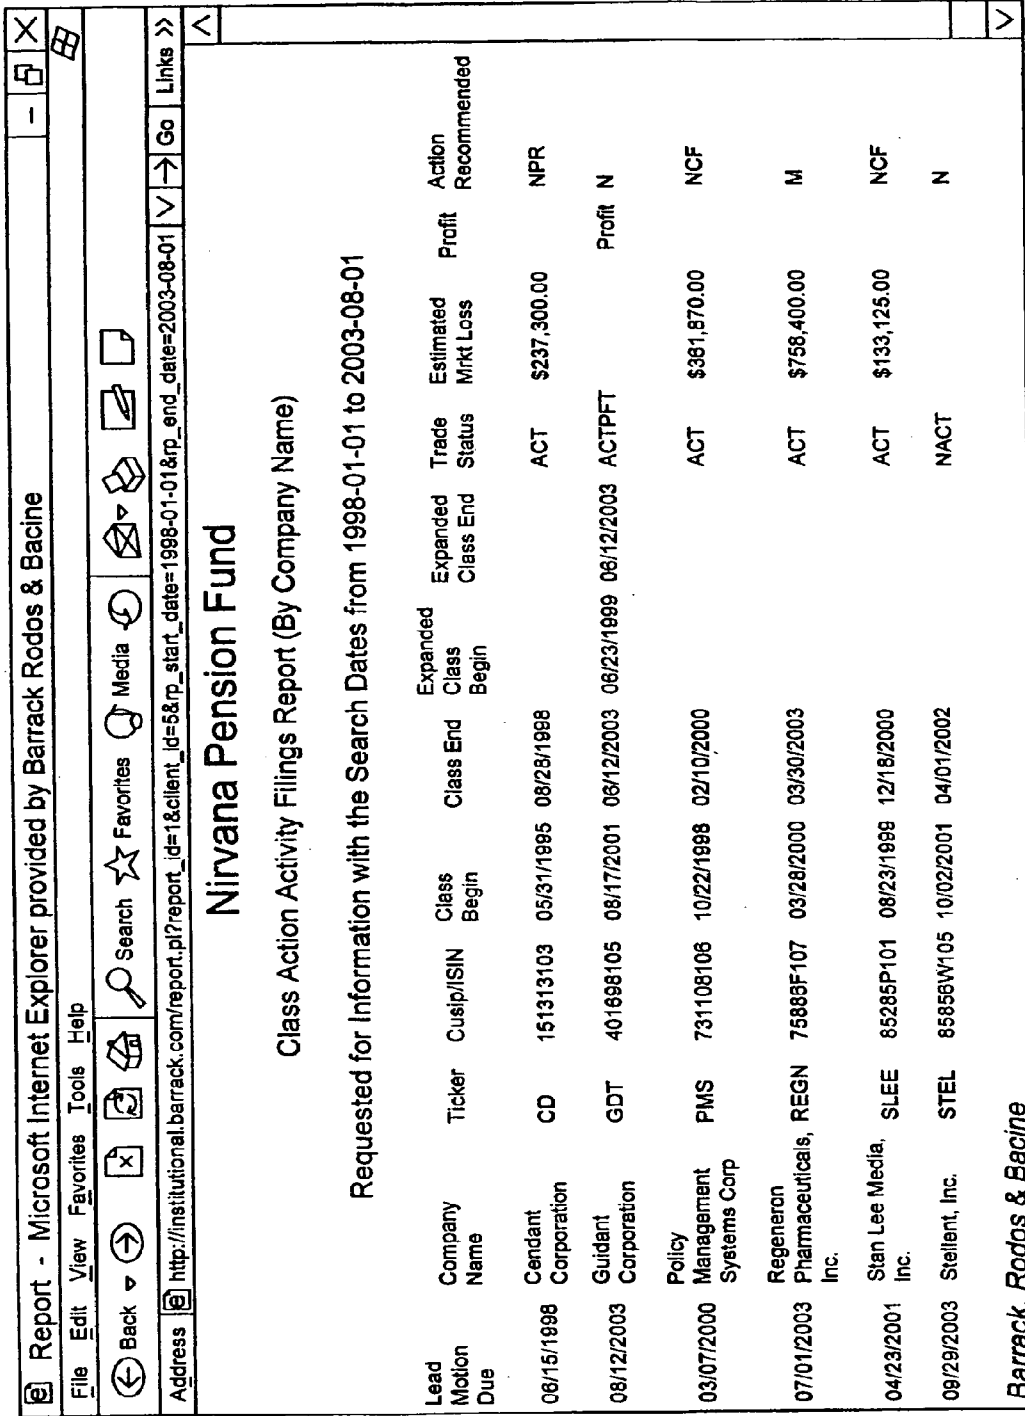 Report - Microsoft Internet Explorer provided by Barrack Rodos & Bacine
File Edit View Favorites Tools Help
Back Search Favorites Media
Address http://institutional.barrack.com/report.pl?report_id=1&client_id=5&rp_start_date=1998-01-01&rp_end_date=2003-08-01 Go Links >>
Nirvana Pension Fund
Class Action Activity Filings Report (By Company Name)
Requested for Information with the Search Dates from 1998-01-01 to 2003-08-01
Lead Motion Due Company Name Ticker Cusip/ISIN Class Begin Class End Expanded Class Begin Expanded Class End Trade Status Estimated Mrkt Loss Profit Action Recommended
06/15/1998 Cendant Corporation CD 151313103 05/31/1995 08/28/1998 ACT $237,300.00 NPR
08/12/2003 Guidant Corporation GDT 401698105 08/17/2001 06/12/2003 06/23/1999 06/12/2003 ACTPFT Profit N
03/07/2000 Policy Management Systems Corp PMS 731108106 10/22/1998 02/10/2000 ACT $381,870.00 NCF
07/01/2003 Regeneron Pharmaceuticals, Inc. REGN 75886F107 03/28/2000 03/30/2003 ACT $758,400.00 M
04/23/2001 Stan Lee Media, Inc. SLEE 85285P101 08/23/1999 12/18/2000 ACT $133,125.00 NCF
09/29/2003 Stellent, Inc. STEL 85856W105 10/02/2001 04/01/2002 NACT N
Barrack, Rodos & Bacine